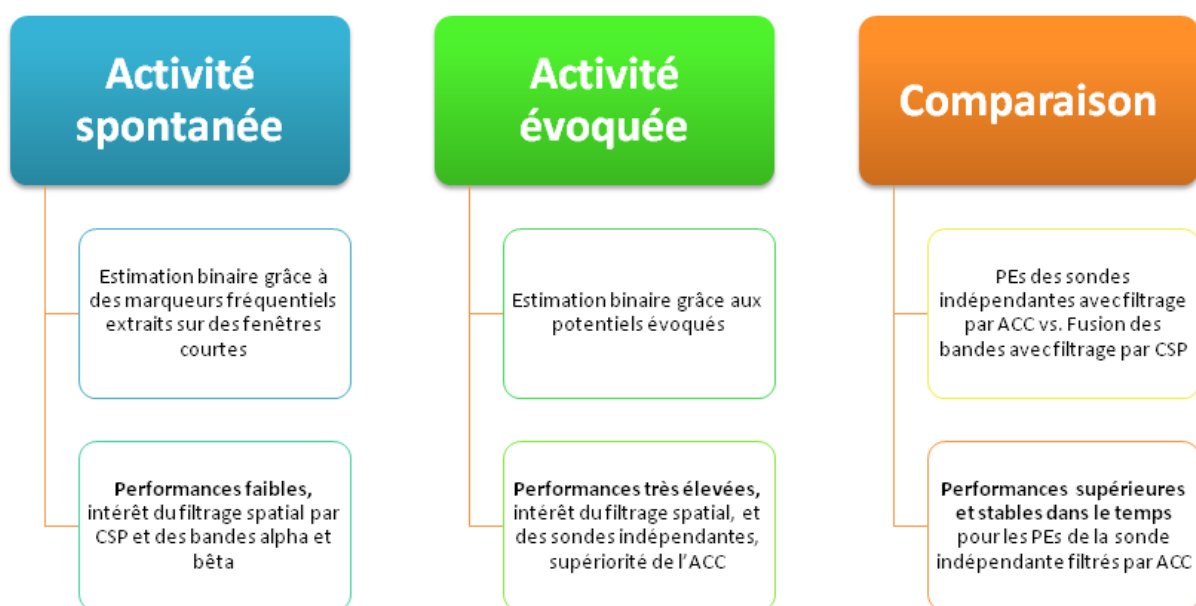 Activité
spontanée
Estimation binaire grâce à
des marqueurs fréquentiels
extraits sur des fenêtres
courtes
Performances faibles,
intérêt du filtrage spatial par
CSP et des bandes alpha et
bêta
Activité
évoquée
Estimation binaire grâce aux
potentiels évoqués
Performances très élevées,
intérêt du filtrage spatial, et
des sondes indépendantes,
supériorité de l'ACC
Comparaison
PEs des sondes
indépendantes avec filtrage
par ACC vs. Fusion des
bandes avec filtrage par CSP
Performances supérieures
et stables dans le temps
pour les PEs de la sonde
indépendante filtrés par ACC